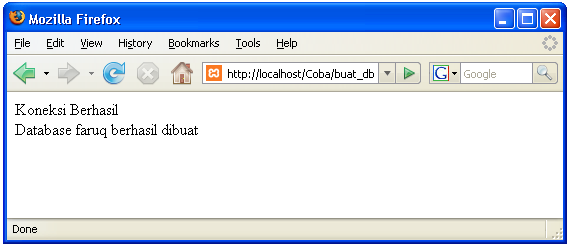 Mozilla Firefox
File Edit View History Bookmarks Tools Help
http://localhost/Coba/buat_db
G Google
Koneksi Berhasil
Database faruq berhasil dibuat
Done